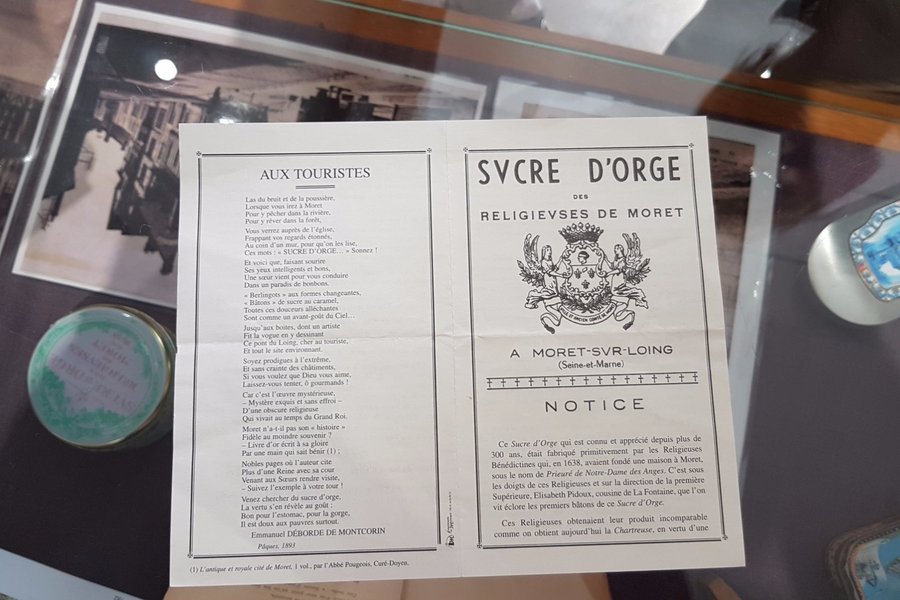 AUX TOURISTES
Las du bruit et de la poussière,
Lorsque vous irez à Moret
Pour y pêcher dans la rivière,
Pour y rêver dans la forêt,
Vous verrez auprès de l'église,
Frappant vos regards étonnés,
Au coin d'un mur, pour qu'on les lise,
Ces mots : « SUCRE D'ORGE... » Sonnez !
Et voici que, faisant sourire
Ses yeux intelligents et bons,
Une sœur vient pour vous conduire
Dans un paradis de bonbons.
« Berlingots » aux formes changeantes,
« Bâtons » de sucre au caramel,
Toutes ces douceurs alléchantes
Sont comme un avant-goût du Ciel...
Jusqu'aux boites, dont un artiste
Fit la vogue en y dessinant
Ce pont du Loing, cher au touriste,
Et tout le site environnant.
Soyez prodigues à l'extrême,
Et sans crainte des châtiments,
Si vous voulez que Dieu vous aime,
Laissez-vous tenter, ô gourmands !
Car c'est l'œuvre mystérieuse,
– Mystère exquis et sans effroi –
D'une obscure religieuse
Qui vivait au temps du Grand Roi.
Moret n'a-t-il pas son « histoire »
Fidèle au moindre souvenir ?
– Livre d'or écrit à sa gloire
Par une main qui sait bénir (1) ;
Nobles pages où l'auteur cite
Plus d'une Reine avec sa cour
Venant aux Sœurs rendre visite,
– Suivez l'exemple à votre tour !
Venez chercher du sucre d'orge,
La vertu s'en révèle au goût :
Bon pour l'estomac, pour la gorge,
Il est doux aux pauvres surtout.
Emmanuel DÉBORDE DE MONTCORIN
Pâques, 1893
(1) L'antique et royale cité de Moret, 1 vol., par l'Abbé Pougeois, Curé-Doyen.
SVCRE D'ORGE
DES
RELIGIEVSES DE MORET
A MORET-SVR-LOING
(Seine-et-Marne)
NOTICE
Ce Sucre d'Orge qui est connu et apprécié depuis plus de
300 ans, était fabriqué primitivement par les Religieuses
Bénédictines qui, en 1638, avaient fondé une maison à Moret,
sous le nom de Prieuré de Notre-Dame des Anges. C'est sous
les doigts de ces Religieuses et sur la direction de la première
Supérieure, Elisabeth Pidoux, cousine de La Fontaine, que l'on
vit éclore les premiers bâtons de ce Sucre d'Orge.
Ces Religieuses obtenaient leur produit incomparable
comme on obtient aujourd'hui la Chartreuse, en vertu d'une